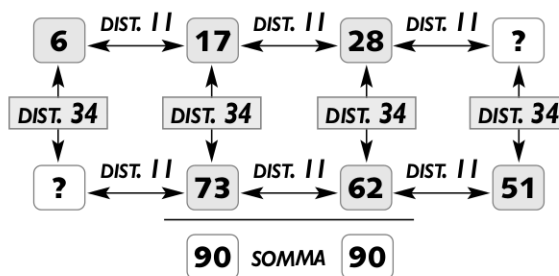 DIST. 11 DIST. 11 DIST. 11
6 17 28 ?
DIST. 34 DIST. 34 DIST. 34 DIST. 34
DIST. 11 DIST. 11 DIST. 11
? 73 62 51
90 SOMMA 90